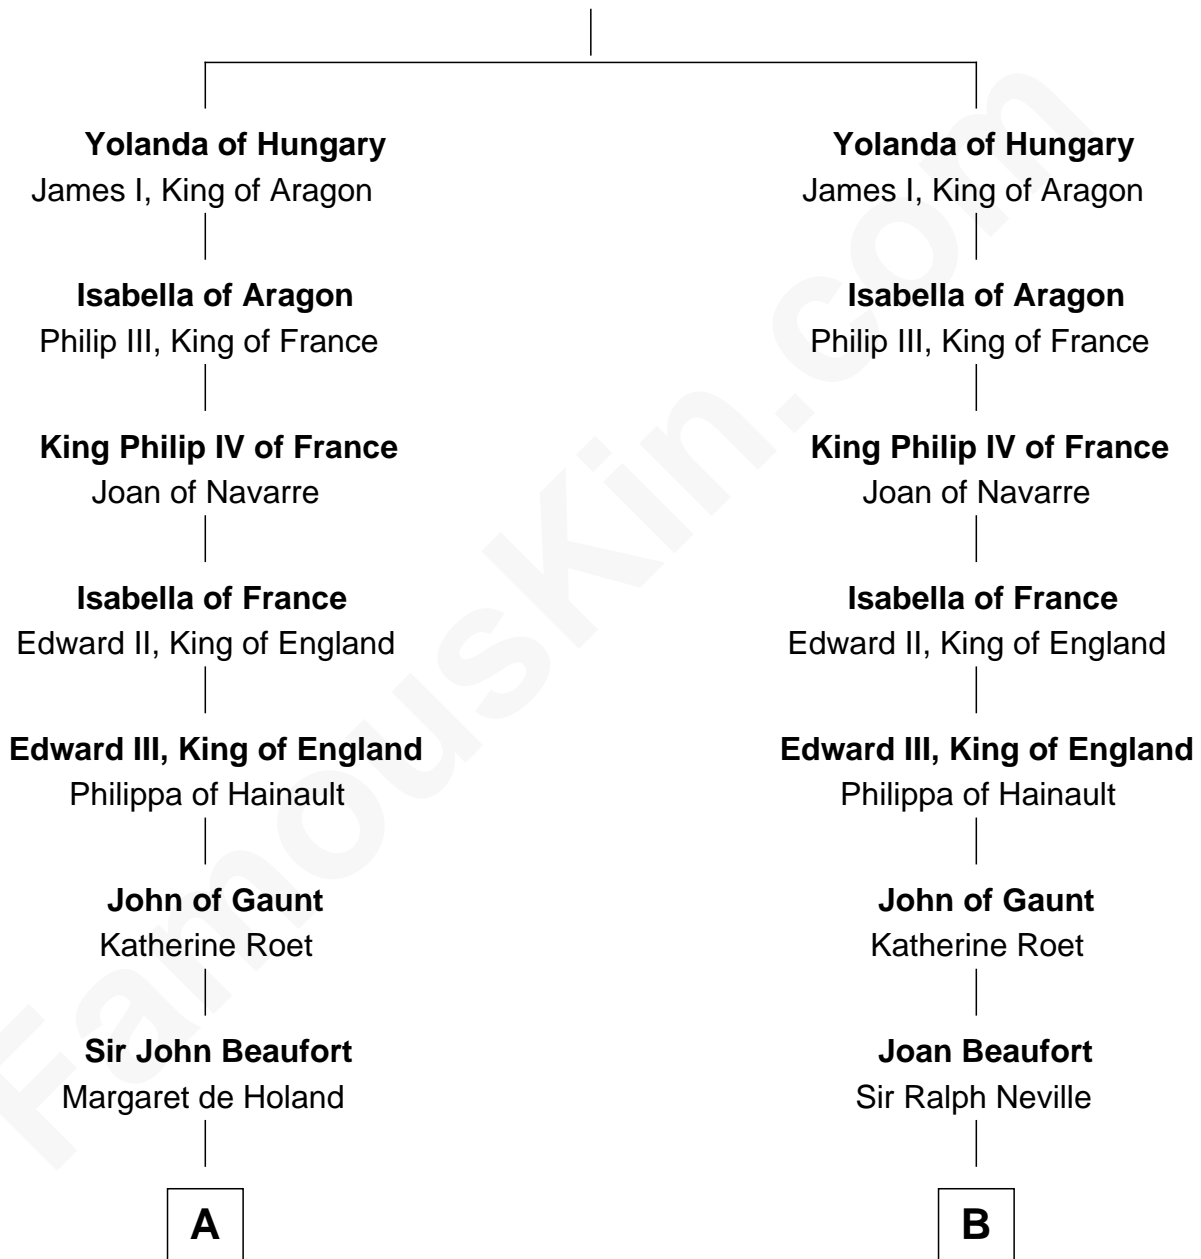 Yolanda of Hungary
James I, King of Aragon
Isabella of Aragon
Philip III, King of France
King Philip IV of France
Joan of Navarre
Isabella of France
Edward II, King of England
Edward III, King of England
Philippa of Hainault
John of Gaunt
Katherine Roet
Sir John Beaufort
Margaret de Holand
A
Yolanda of Hungary
James I, King of Aragon
Isabella of Aragon
Philip III, King of France
King Philip IV of France
Joan of Navarre
Isabella of France
Edward II, King of England
Edward III, King of England
Philippa of Hainault
John of Gaunt
Katherine Roet
Joan Beaufort
Sir Ralph Neville
B
FamousKin.com